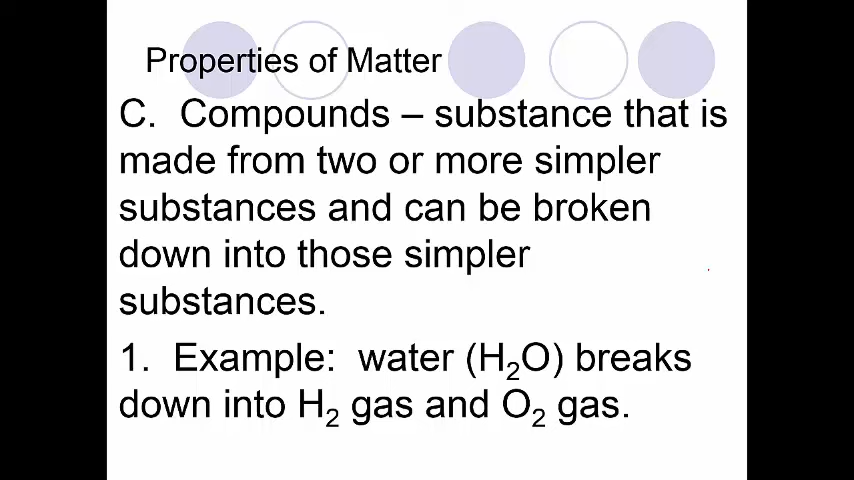 Properties of Matter
C.  Compounds – substance that is
made from two or more simpler
substances and can be broken
down into those simpler
substances.
1.  Example:  water (H₂O) breaks
down into H₂ gas and O₂ gas.